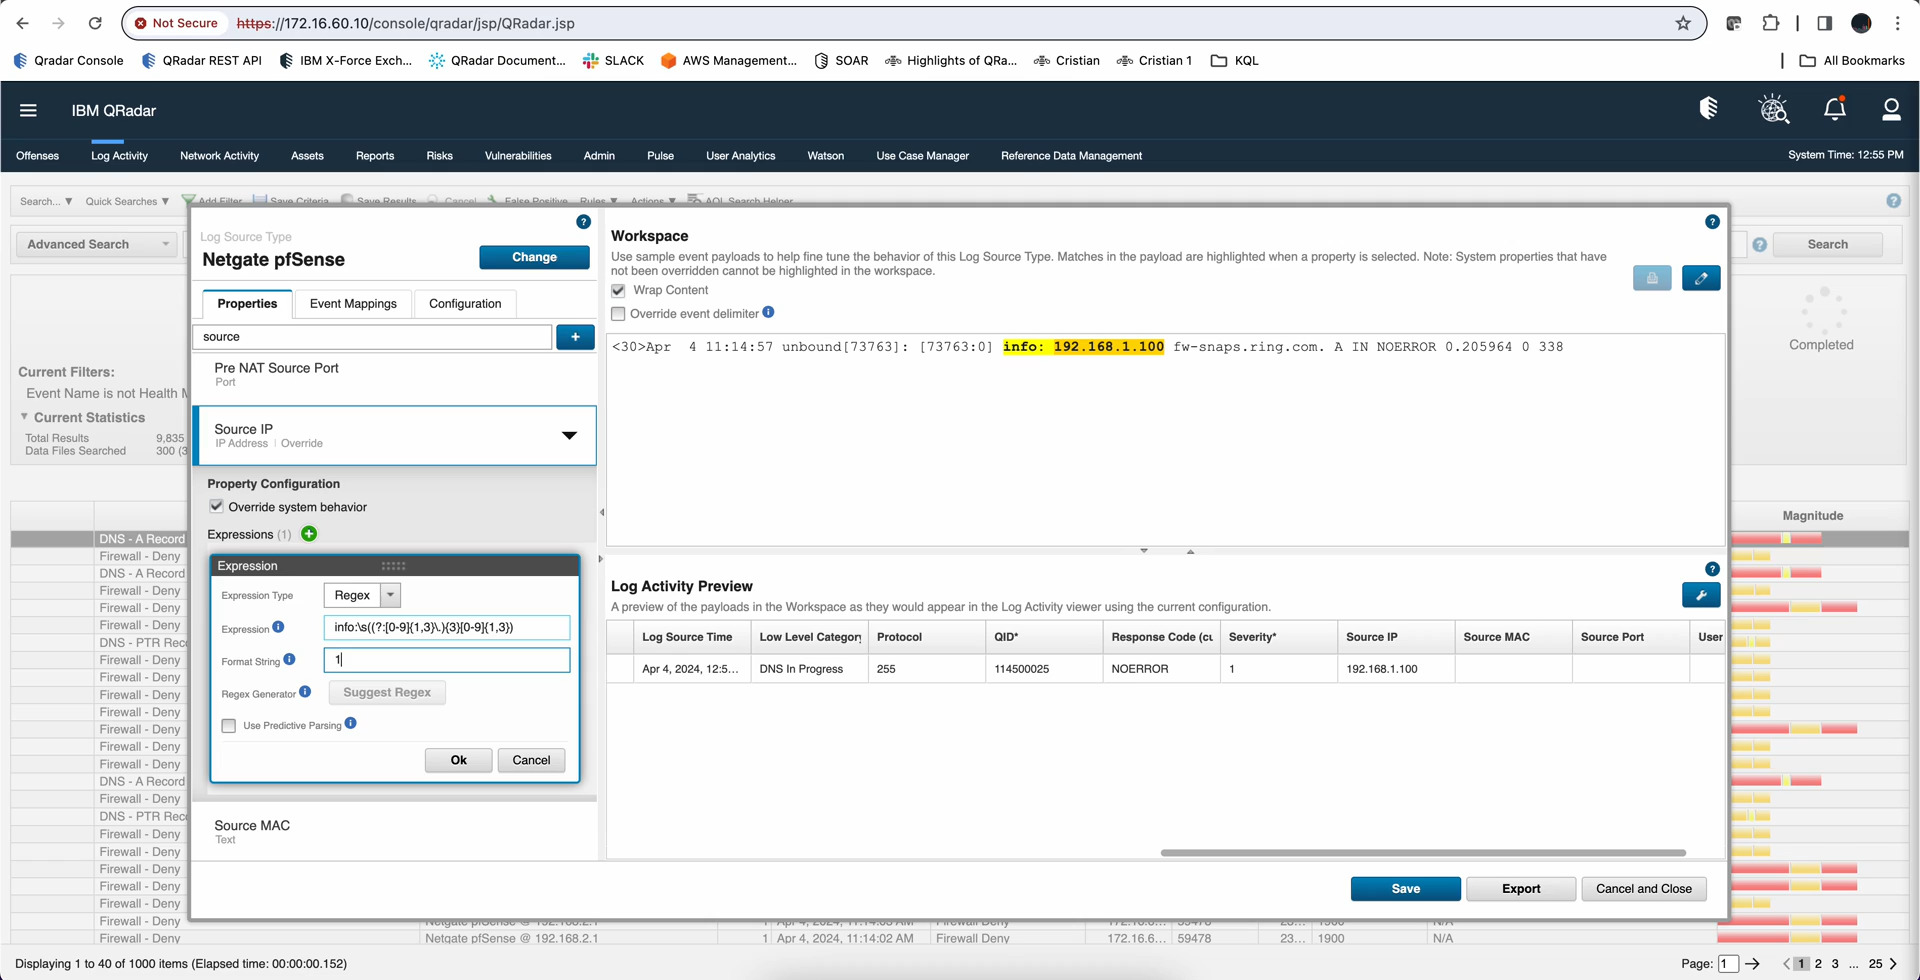 Not Secure https://172.16.60.10/console/qradar/jsp/QRadar.jsp
Qradar Console QRadar REST API IBM X-Force Exch... QRadar Document... SLACK AWS Management... SOAR Highlights of QRa... Cristian Cristian 1 KQL All Bookmarks
IBM QRadar
Offenses Log Activity Network Activity Assets Reports Risks Vulnerabilities Admin Pulse User Analytics Watson Use Case Manager Reference Data Management System Time: 12:55 PM
Search... Quick Searches Add Filter Save Criteria Save Results Cancel False Positive Rules Actions AQL Search Helper
Advanced Search
Search
Completed
Current Filters:
Event Name is not Health M
Current Statistics
Total Results 9,835
Data Files Searched 300 (3
Log Source Type
Netgate pfSense
Change
Properties Event Mappings Configuration
source
+
Pre NAT Source Port
Port
Source IP
IP Address | Override
Property Configuration
Override system behavior
Expressions (1)
Expression
Expression Type Regex
Expression info:\s((?:[0-9]{1,3}\.){3}[0-9]{1,3})
Format String 1
Regex Generator Suggest Regex
Use Predictive Parsing
Ok Cancel
Source MAC
Text
Workspace
Use sample event payloads to help fine tune the behavior of this Log Source Type. Matches in the payload are highlighted when a property is selected. Note: System properties that have
not been overridden cannot be highlighted in the workspace.
Wrap Content
Override event delimiter
<30>Apr 4 11:14:57 unbound[73763]: [73763:0] info: 192.168.1.100 fw-snaps.ring.com. A IN NOERROR 0.205964 0 338
Log Activity Preview
A preview of the payloads in the Workspace as they would appear in the Log Activity viewer using the current configuration.
Log Source Time Low Level Category Protocol QID* Response Code (cu Severity* Source IP Source MAC Source Port User
Apr 4, 2024, 12:5... DNS In Progress 255 114500025 NOERROR 1 192.168.1.100
Save Export Cancel and Close
Magnitude
DNS - A Record
Firewall - Deny
DNS - A Record
Firewall - Deny
Firewall - Deny
DNS - A Record
Firewall - Deny
DNS - PTR Reco
Firewall - Deny
Firewall - Deny
Firewall - Deny
Firewall - Deny
Firewall - Deny
Firewall - Deny
Firewall - Deny
DNS - A Record
Firewall - Deny
DNS - PTR Reco
Firewall - Deny
Firewall - Deny
Firewall - Deny
Firewall - Deny
Firewall - Deny
Firewall - Deny Netgate pfSense @ 192.168.2.1 1 Apr 4, 2024, 11:14:03 AM Firewall Deny 172.16.6... 59478 23... 1900 N/A
Firewall - Deny Netgate pfSense @ 192.168.2.1 1 Apr 4, 2024, 11:14:02 AM Firewall Deny 172.16.6... 59478 23... 1900 N/A
Displaying 1 to 40 of 1000 items (Elapsed time: 00:00:00.152)
Page: 1 1 2 3 ... 25